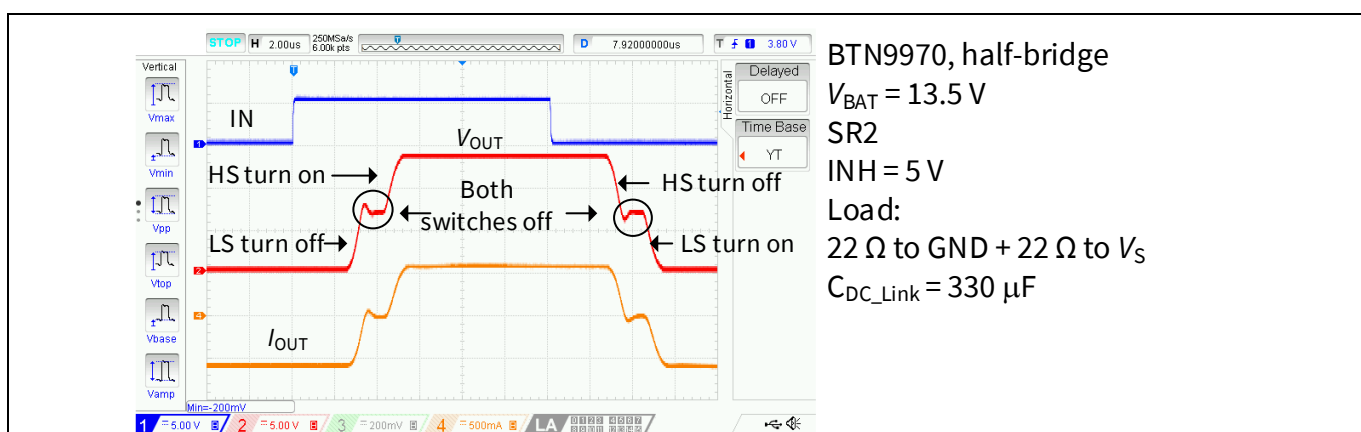 STOP H 2.00us 250MSa/s 6.00k pts D 7.92000000us T 1 3.80 V
Vertical
Vmax
Vmin
Vpp
Vtop
Vbase
Vamp
IN
VOUT
HS turn on
Both
switches off
HS turn off
LS turn off
LS turn on
IOUT
1
2
4
T
Horizontal
Delayed
OFF
Time Base
YT
Min=-200mV
1 5.00 V 2 5.00 V 3 200mV 4 500mA LA
BTN9970, half-bridge
VBAT = 13.5 V
SR2
INH = 5 V
Load:
22 Ω to GND + 22 Ω to VS
CDC_Link = 330 µF